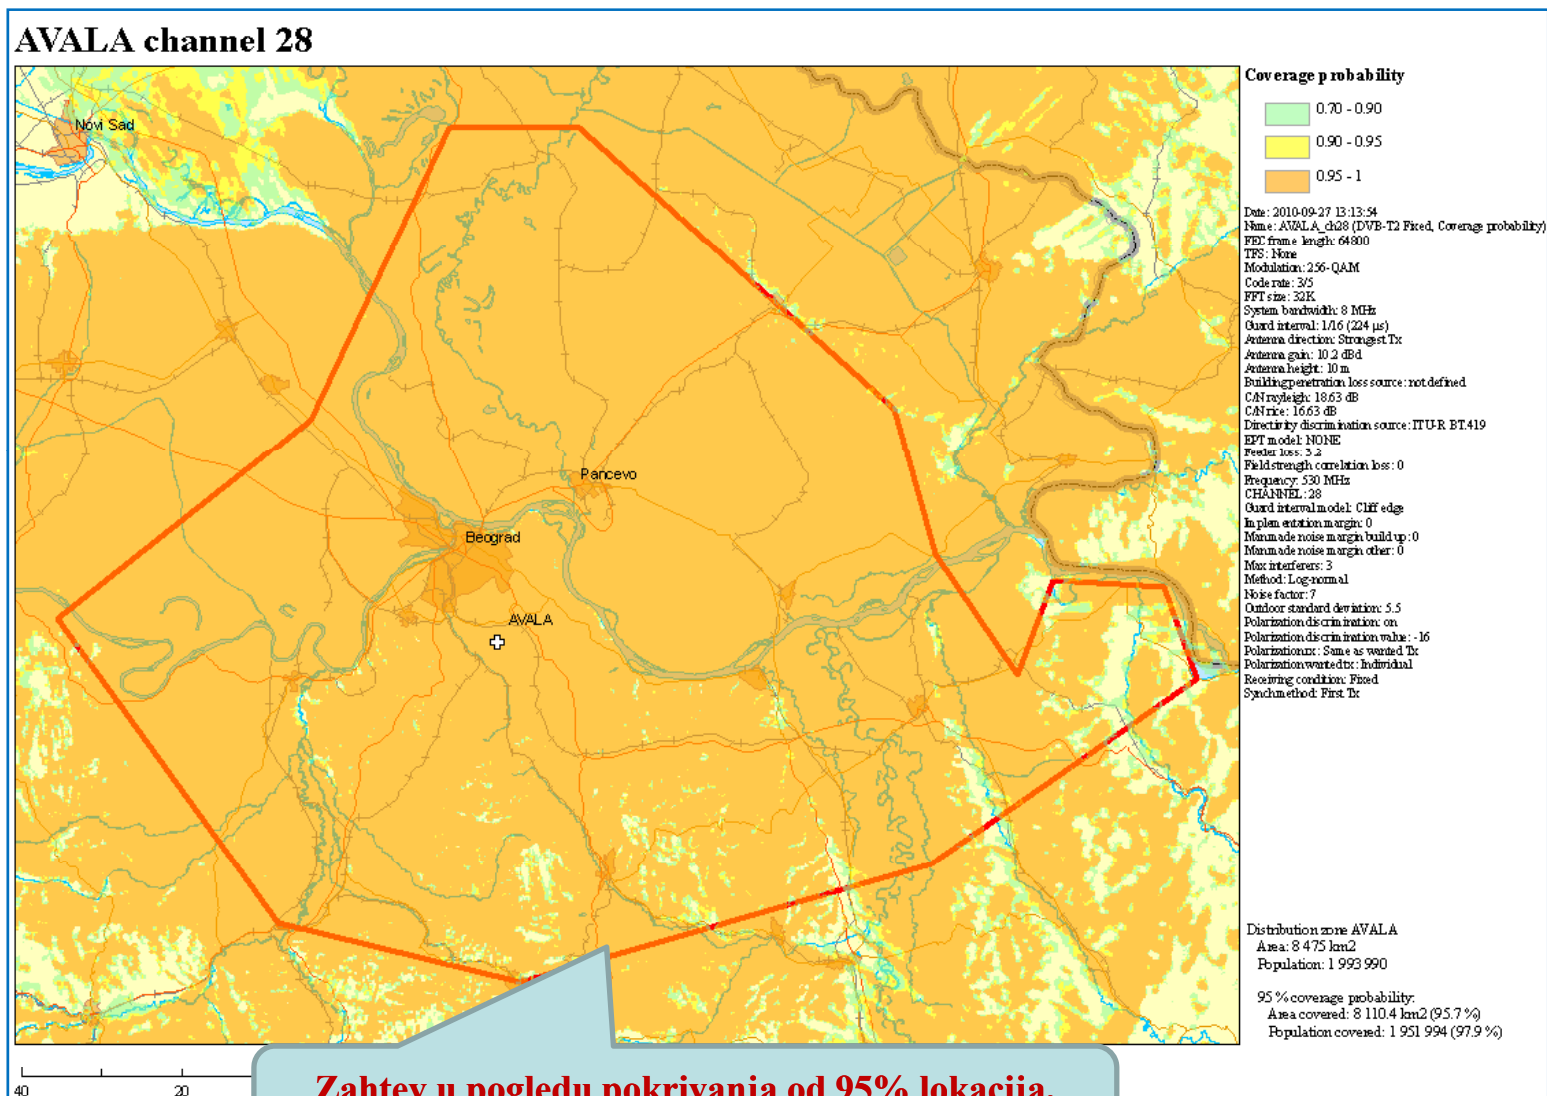 AVALA channel 28
Novi Sad
Pancevo
Beograd
AVALA
Coverage probability
0.70 - 0.90
0.90 - 0.95
0.95 - 1
Date: 2010-09-27 13:13:54
Name: AVALA_ch28 (DVB-T2 Fixed, Coverage probability)
FEC frame length: 64800
TFS: None
Modulation: 256-QAM
Code rate: 3/5
FFT size: 32K
System bandwidth: 8 MHz
Guard interval: 1/16 (224 µs)
Antenna direction: Strongest Tx
Antenna gain: 10.2 dBd
Antenna height: 10 m
Building penetration loss source: not defined
C/N rayleigh: 18.63 dB
C/N rice: 16.63 dB
Directivity discrimination source: ITU-R BT.419
EPT model: NONE
Feeder loss: 3.2
Field strength correlation loss: 0
Frequency: 530 MHz
CHANNEL: 28
Guard interval model: Cliff edge
Implementation margin: 0
Manmade noise margin build up: 0
Manmade noise margin other: 0
Max interferers: 3
Method: Log-normal
Noise factor: 7
Outdoor standard deviation: 5.5
Polarization discrimination: on
Polarization discrimination value: -16
Polarization rx: Same as wanted Tx
Polarization wanted tx: Individual
Receiving condition: Fixed
Synch method: First Tx
Distribution zone AVALA
Area: 8 475 km2
Population: 1 993 990
95 % coverage probability:
Area covered: 8 110.4 km2 (95.7 %)
Population covered: 1 951 994 (97.9 %)
40 20
Zahtev u pogledu pokrivanja od 95% lokacija,